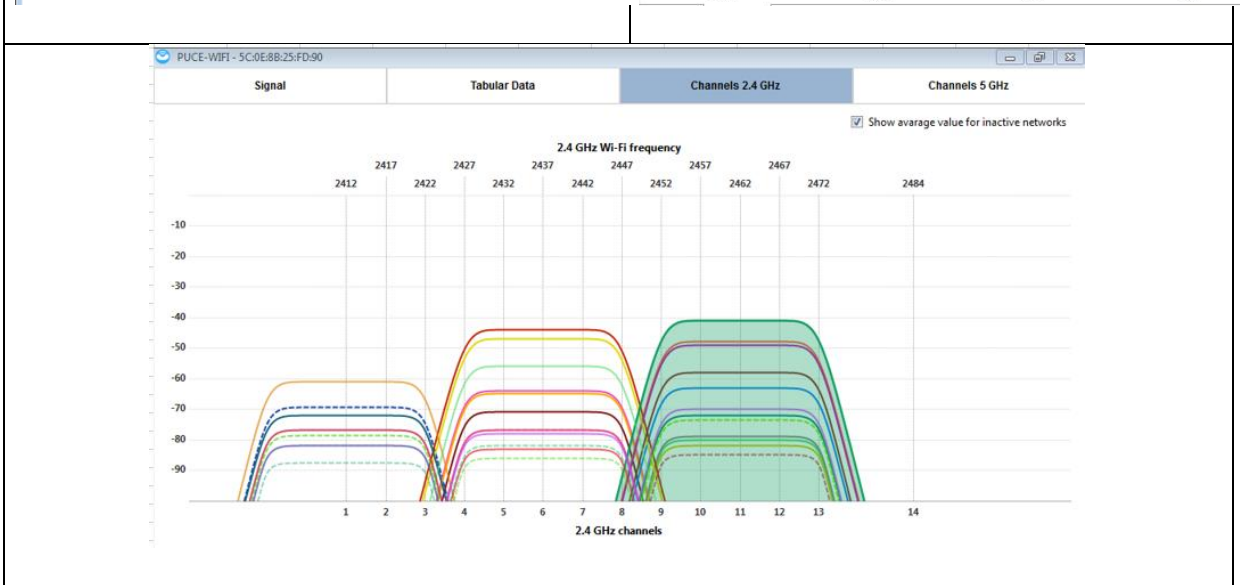 PUCE-WIFI - 5C:0E:8B:25:FD:90
Signal Tabular Data Channels 2.4 GHz Channels 5 GHz
Show avarage value for inactive networks
2.4 GHz Wi-Fi frequency
2417 2427 2437 2447 2457 2467
2412 2422 2432 2442 2452 2462 2472 2484
-10
-20
-30
-40
-50
-60
-70
-80
-90
1 2 3 4 5 6 7 8 9 10 11 12 13 14
2.4 GHz channels